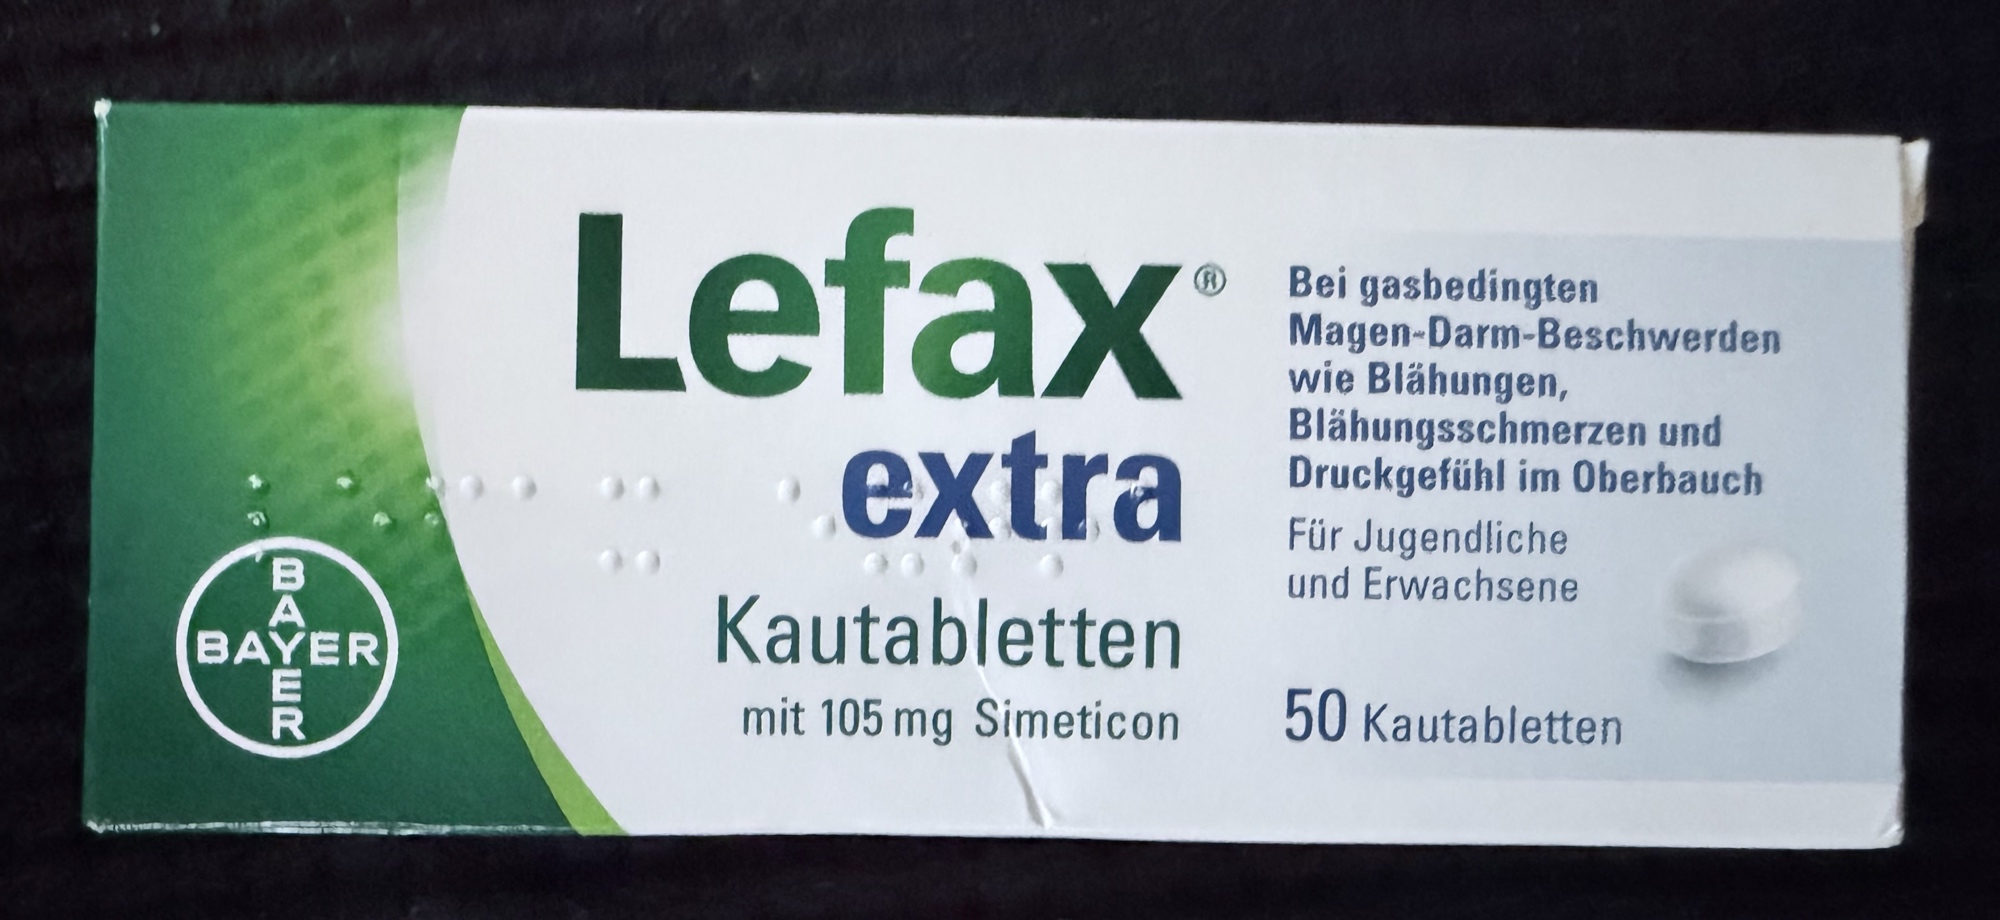 Lefax®
extra
Kautabletten
mit 105 mg Simeticon
Bei gasbedingten
Magen-Darm-Beschwerden
wie Blähungen,
Blähungsschmerzen und
Druckgefühl im Oberbauch
Für Jugendliche
und Erwachsene
50 Kautabletten
BAYER
BAYER